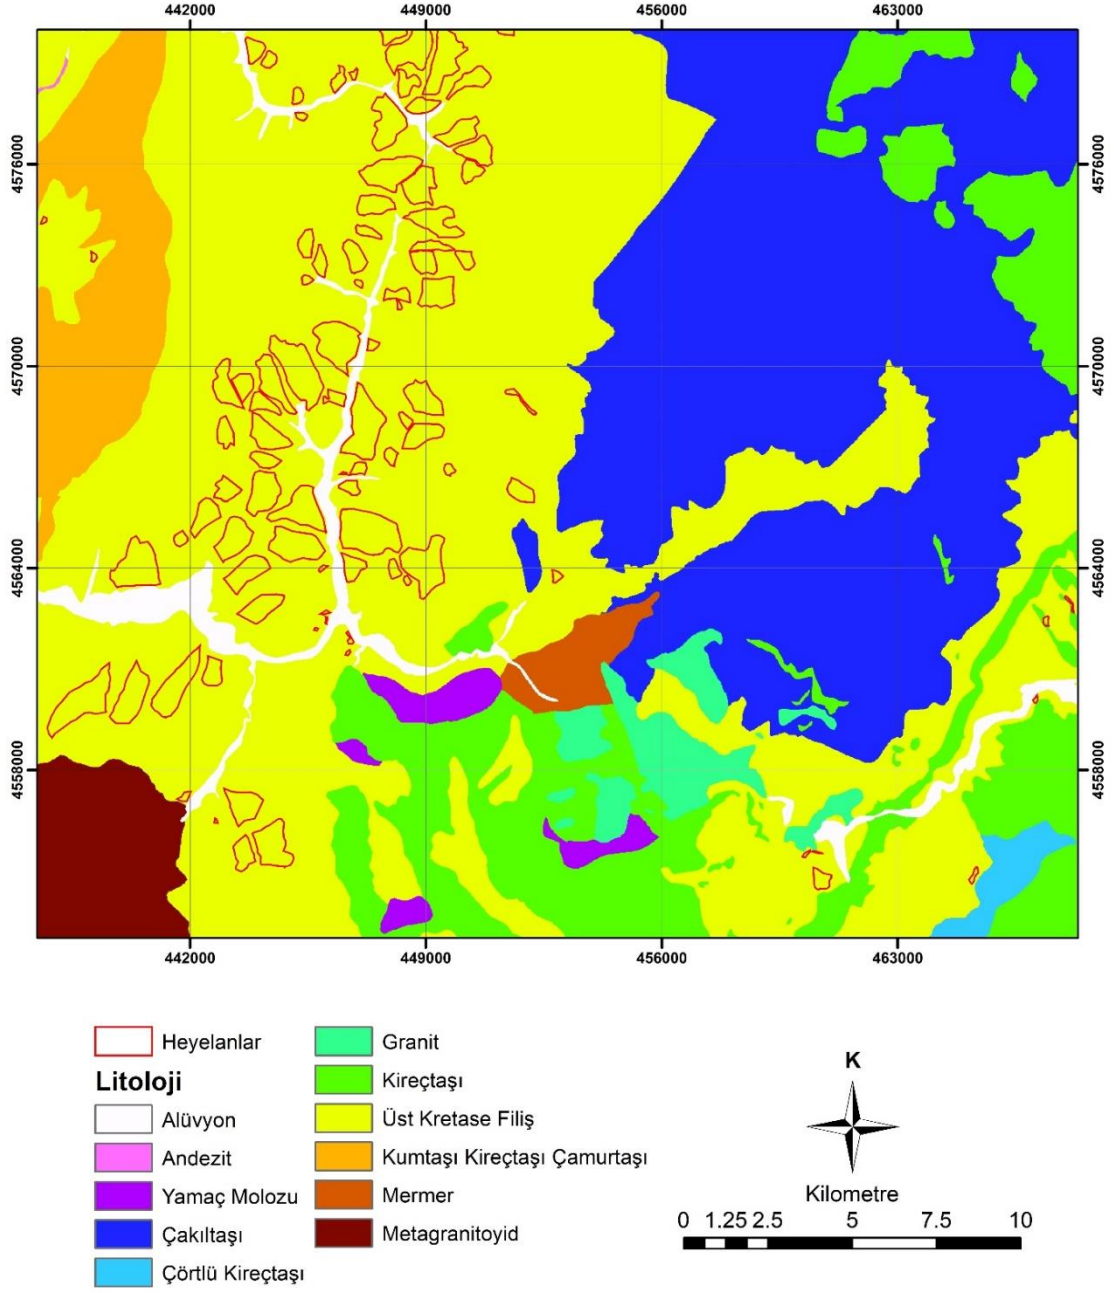 442000 449000 456000 463000
4576000 4576000
4570000 4570000
4564000 4564000
4558000 4558000
442000 449000 456000 463000
Heyelanlar
Litoloji
Alüvyon
Andezit
Yamaç Molozu
Çakıltaşı
Çörtlü Kireçtaşı
Granit
Kireçtaşı
Üst Kretase Filiş
Kumtaşı Kireçtaşı Çamurtaşı
Mermer
Metagranitoyid
K
Kilometre
0 1.25 2.5 5 7.5 10